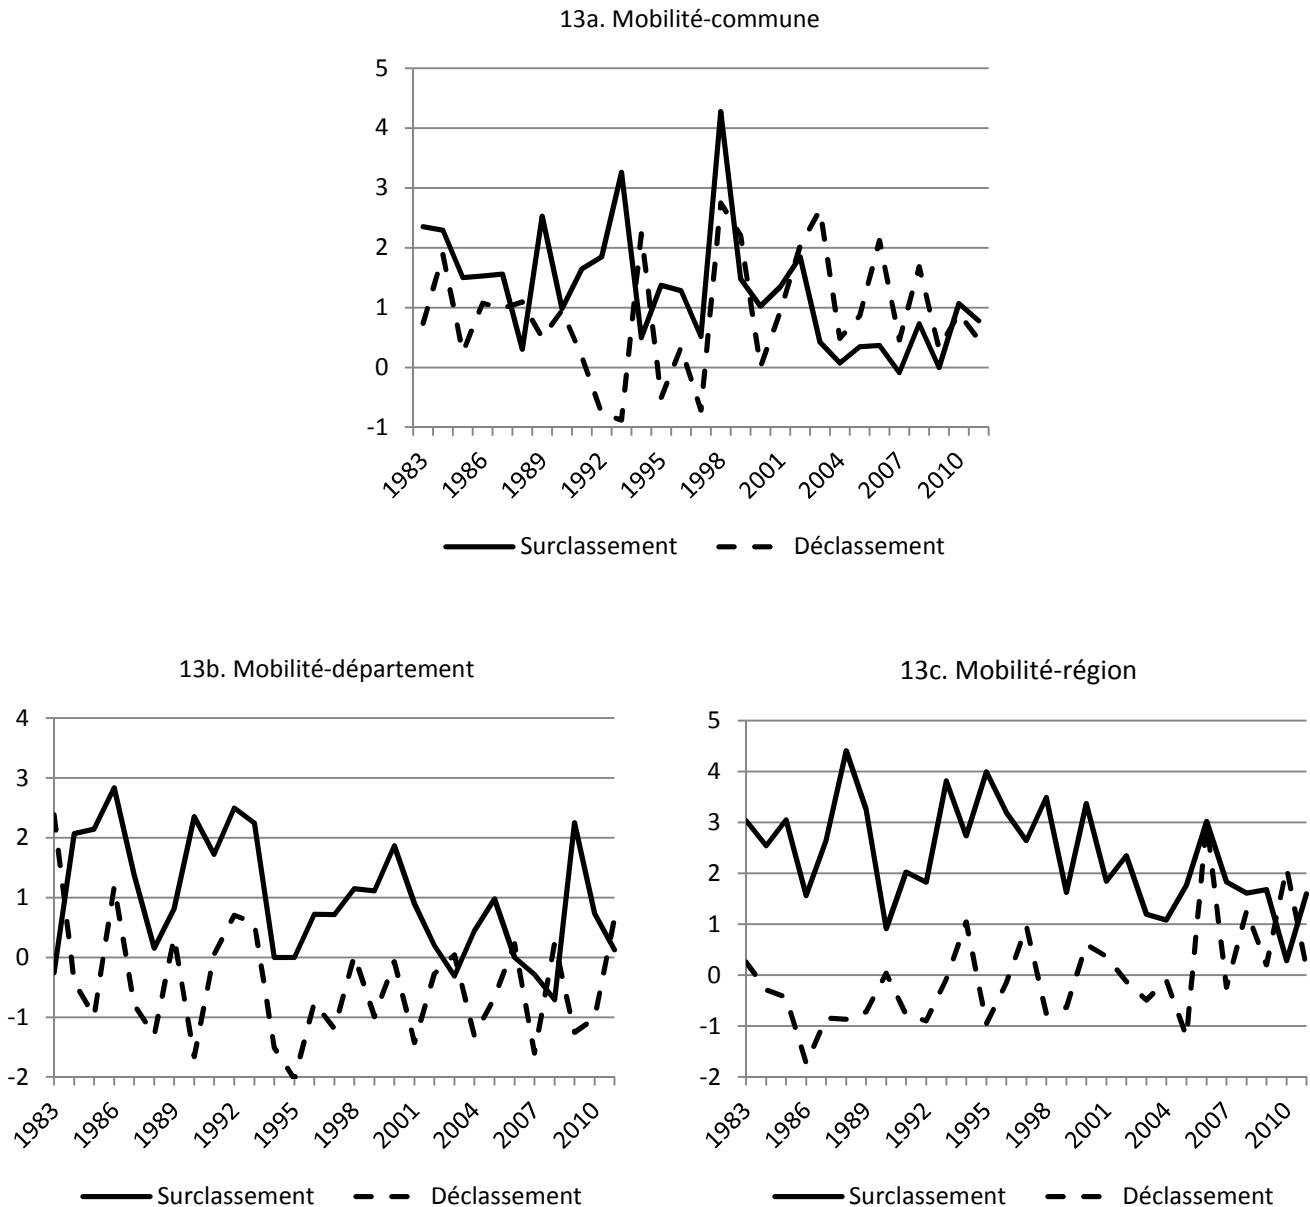 13a. Mobilité-commune
5
4
3
2
1
0
-1
1983 1986 1989 1992 1995 1998 2001 2004 2007 2010
Surclassement Déclassement
13b. Mobilité-département
4
3
2
1
0
-1
-2
1983 1986 1989 1992 1995 1998 2001 2004 2007 2010
Surclassement Déclassement
13c. Mobilité-région
5
4
3
2
1
0
-1
-2
1983 1986 1989 1992 1995 1998 2001 2004 2007 2010
Surclassement Déclassement